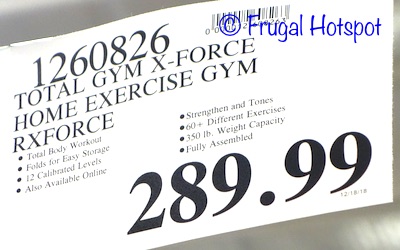 © Frugal Hotspot
1260826
TOTAL GYM X-FORCE
HOME EXERCISE GYM
RXFORCE
• Total Body Workout
• Folds for Easy Storage
• 12 Calibrated Levels
• Also Available Online
• Strengthen and Tones
• 60+ Different Exercises
• 350 lb. Weight Capacity
• Fully Assembled
289.99
12-18-18